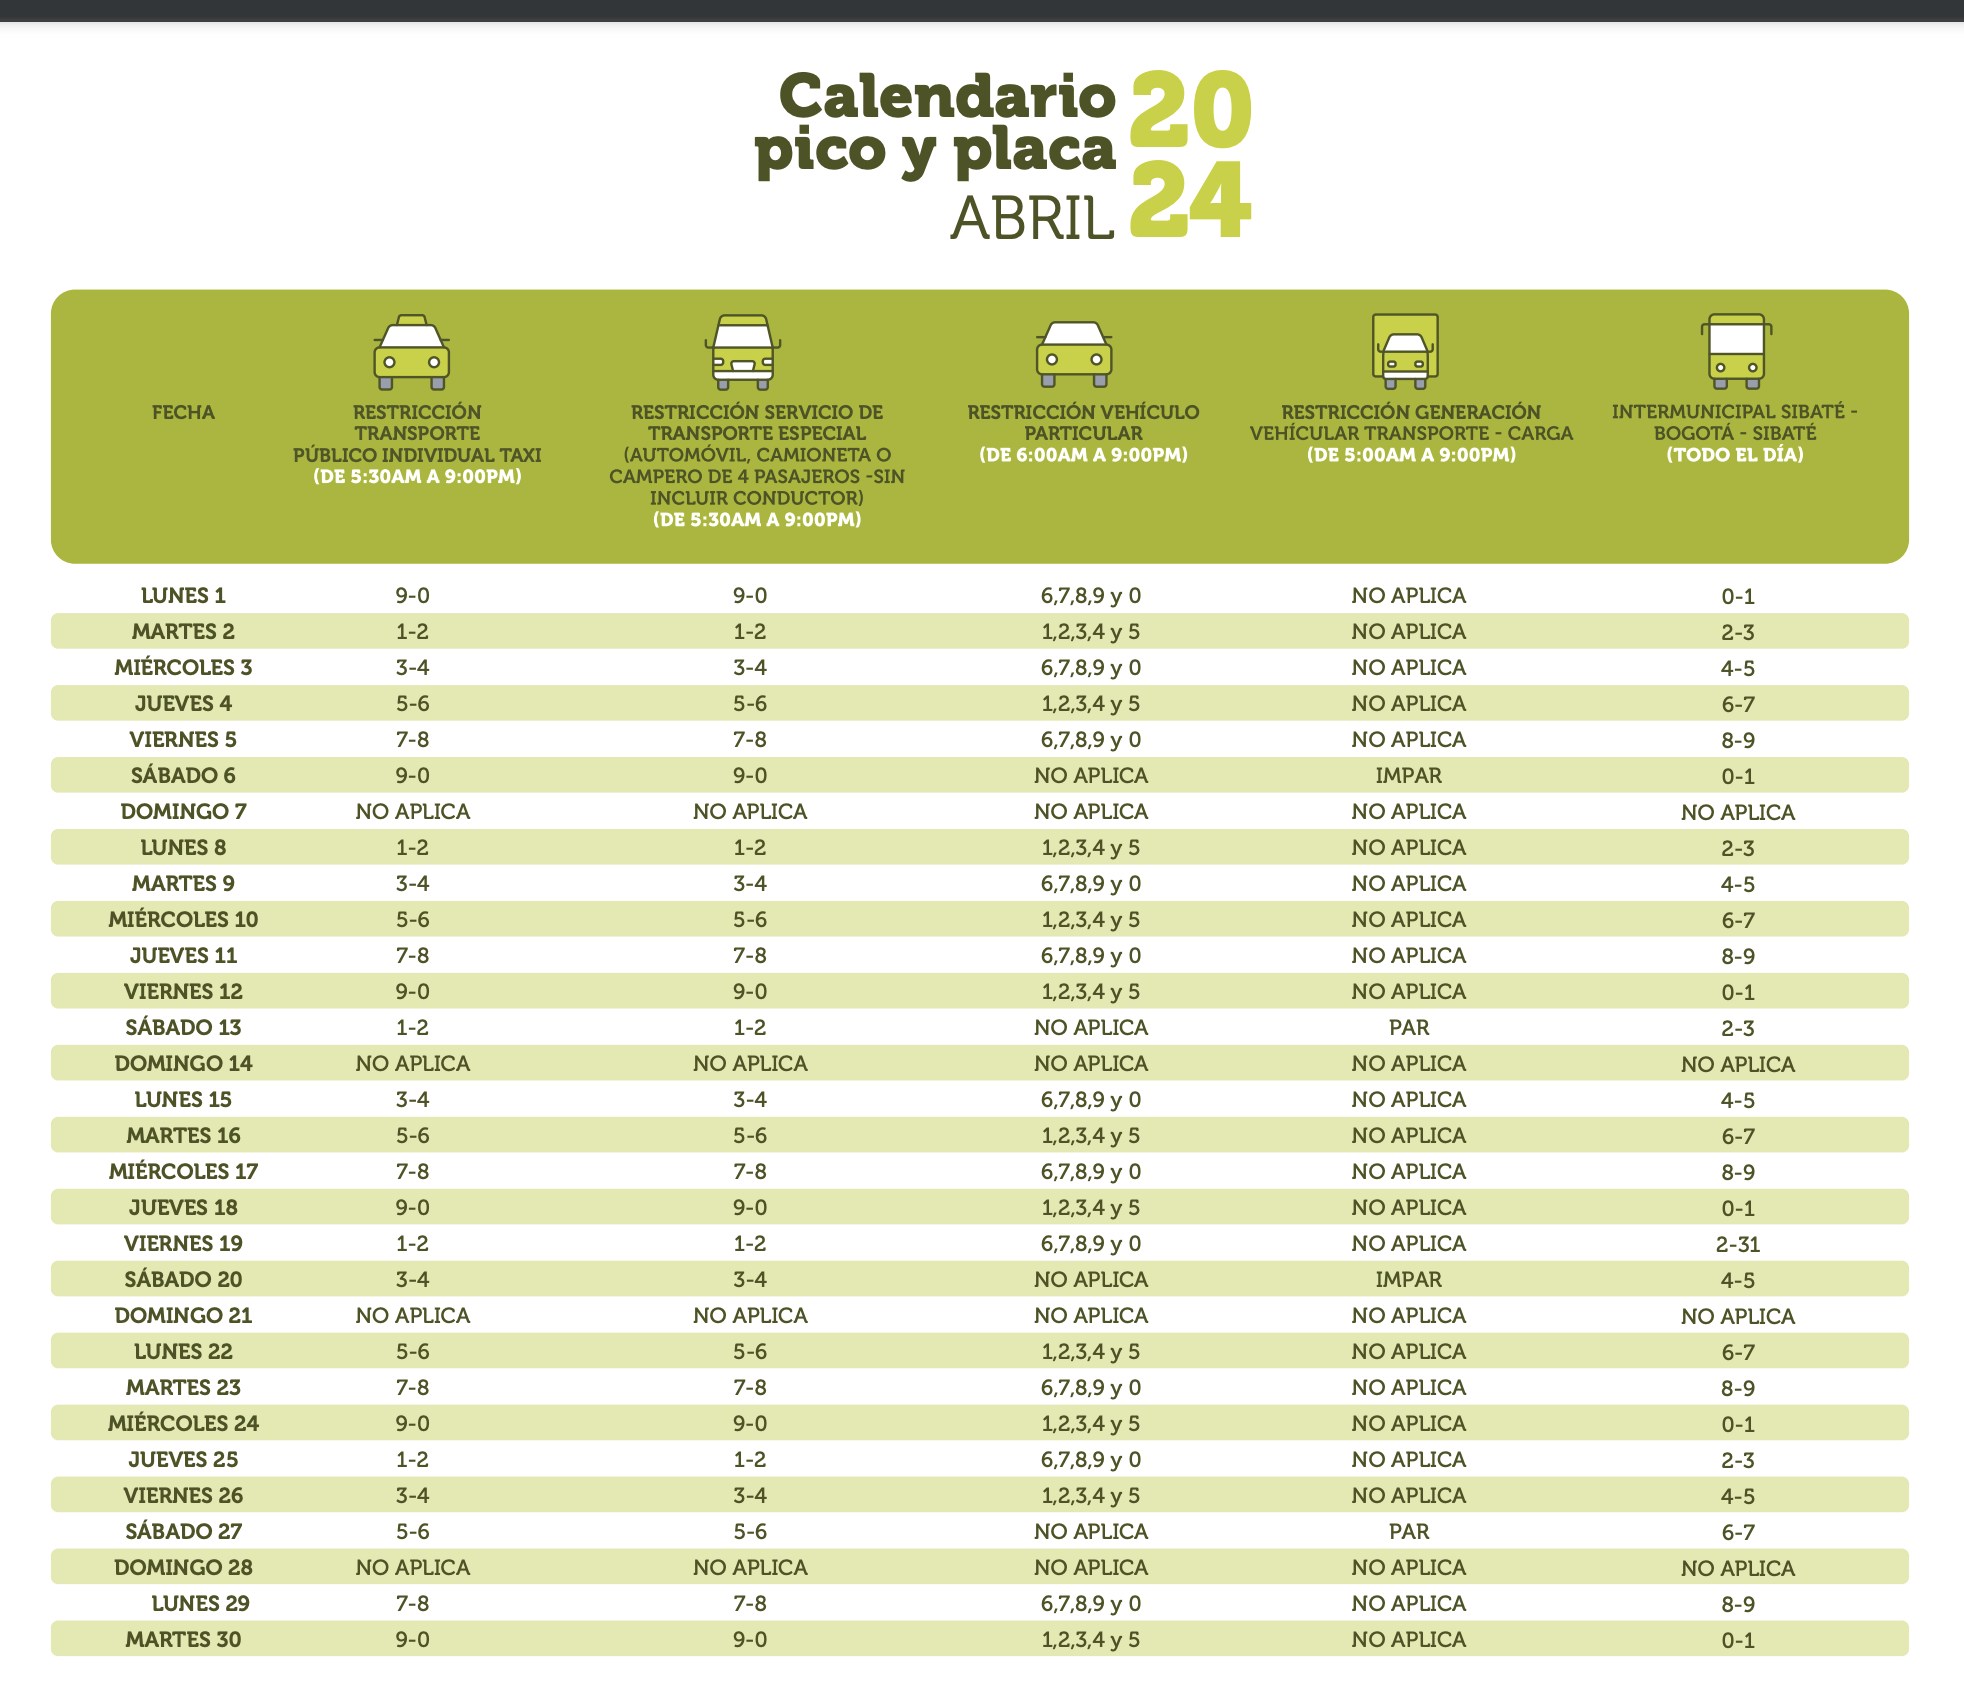 Calendario
pico y placa
ABRIL
20
24
FECHA
RESTRICCIÓN
TRANSPORTE
PÚBLICO INDIVIDUAL TAXI
(DE 5:30AM A 9:00PM)
RESTRICCIÓN SERVICIO DE
TRANSPORTE ESPECIAL
(AUTOMÓVIL, CAMIONETA O
CAMPERO DE 4 PASAJEROS -SIN
INCLUIR CONDUCTOR)
(DE 5:30AM A 9:00PM)
RESTRICCIÓN VEHÍCULO
PARTICULAR
(DE 6:00AM A 9:00PM)
RESTRICCIÓN GENERACIÓN
VEHÍCULAR TRANSPORTE - CARGA
(DE 5:00AM A 9:00PM)
INTERMUNICIPAL SIBATÉ -
BOGOTÁ - SIBATÉ
(TODO EL DÍA)
LUNES 1 9-0 9-0 6,7,8,9 y 0 NO APLICA 0-1
MARTES 2 1-2 1-2 1,2,3,4 y 5 NO APLICA 2-3
MIÉRCOLES 3 3-4 3-4 6,7,8,9 y 0 NO APLICA 4-5
JUEVES 4 5-6 5-6 1,2,3,4 y 5 NO APLICA 6-7
VIERNES 5 7-8 7-8 6,7,8,9 y 0 NO APLICA 8-9
SÁBADO 6 9-0 9-0 NO APLICA IMPAR 0-1
DOMINGO 7 NO APLICA NO APLICA NO APLICA NO APLICA NO APLICA
LUNES 8 1-2 1-2 1,2,3,4 y 5 NO APLICA 2-3
MARTES 9 3-4 3-4 6,7,8,9 y 0 NO APLICA 4-5
MIÉRCOLES 10 5-6 5-6 1,2,3,4 y 5 NO APLICA 6-7
JUEVES 11 7-8 7-8 6,7,8,9 y 0 NO APLICA 8-9
VIERNES 12 9-0 9-0 1,2,3,4 y 5 NO APLICA 0-1
SÁBADO 13 1-2 1-2 NO APLICA PAR 2-3
DOMINGO 14 NO APLICA NO APLICA NO APLICA NO APLICA NO APLICA
LUNES 15 3-4 3-4 6,7,8,9 y 0 NO APLICA 4-5
MARTES 16 5-6 5-6 1,2,3,4 y 5 NO APLICA 6-7
MIÉRCOLES 17 7-8 7-8 6,7,8,9 y 0 NO APLICA 8-9
JUEVES 18 9-0 9-0 1,2,3,4 y 5 NO APLICA 0-1
VIERNES 19 1-2 1-2 6,7,8,9 y 0 NO APLICA 2-31
SÁBADO 20 3-4 3-4 NO APLICA IMPAR 4-5
DOMINGO 21 NO APLICA NO APLICA NO APLICA NO APLICA NO APLICA
LUNES 22 5-6 5-6 1,2,3,4 y 5 NO APLICA 6-7
MARTES 23 7-8 7-8 6,7,8,9 y 0 NO APLICA 8-9
MIÉRCOLES 24 9-0 9-0 1,2,3,4 y 5 NO APLICA 0-1
JUEVES 25 1-2 1-2 6,7,8,9 y 0 NO APLICA 2-3
VIERNES 26 3-4 3-4 1,2,3,4 y 5 NO APLICA 4-5
SÁBADO 27 5-6 5-6 NO APLICA PAR 6-7
DOMINGO 28 NO APLICA NO APLICA NO APLICA NO APLICA NO APLICA
LUNES 29 7-8 7-8 6,7,8,9 y 0 NO APLICA 8-9
MARTES 30 9-0 9-0 1,2,3,4 y 5 NO APLICA 0-1